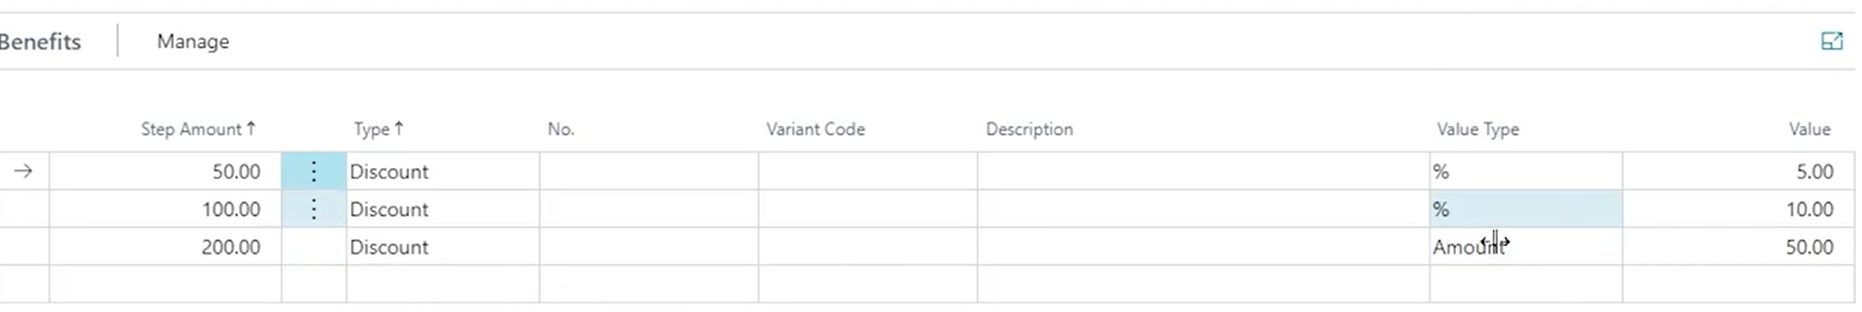 Benefits Manage
Step Amount ↑ Type ↑ No. Variant Code Description Value Type Value
50.00 Discount % 5.00
100.00 Discount % 10.00
200.00 Discount Amount 50.00